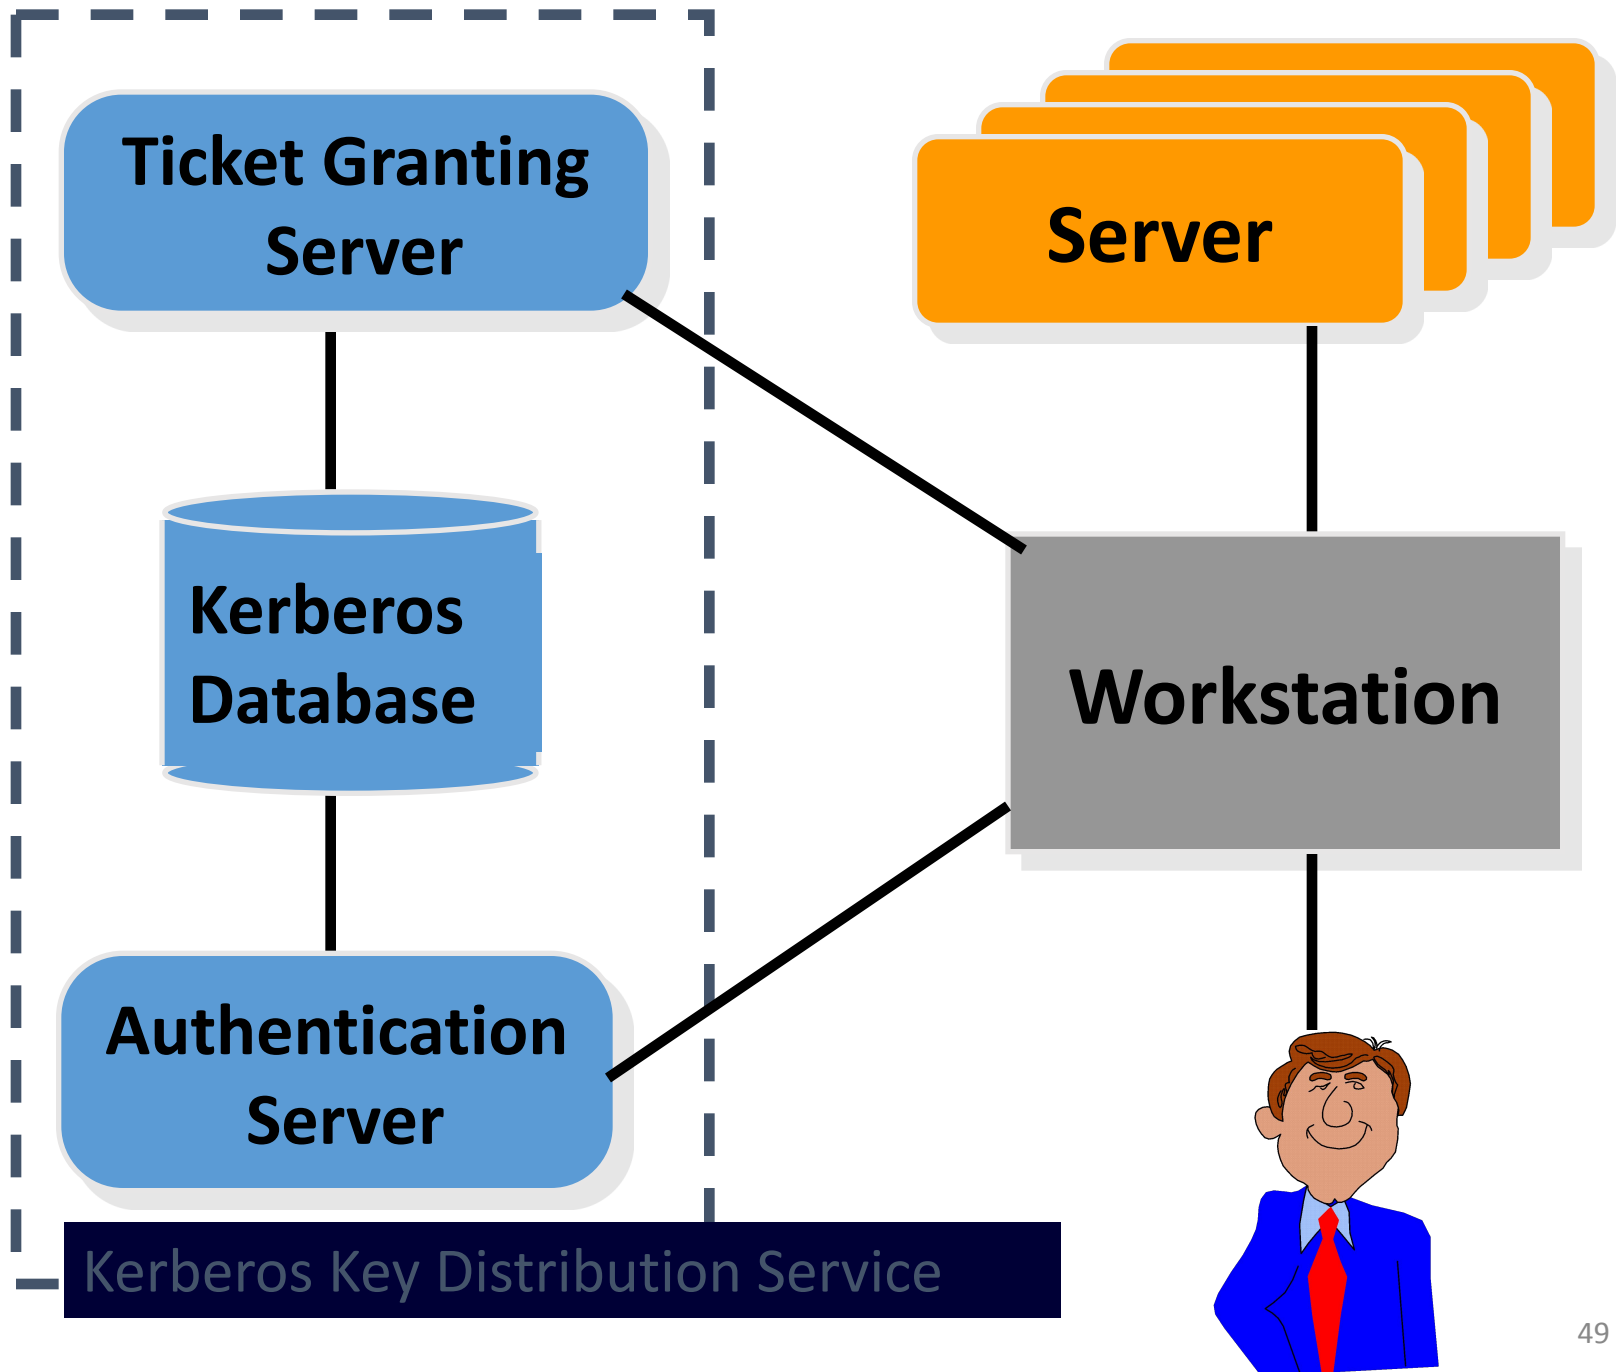 Ticket Granting
Server
Server
Kerberos
Database
Workstation
Authentication
Server
Kerberos Key Distribution Service
49